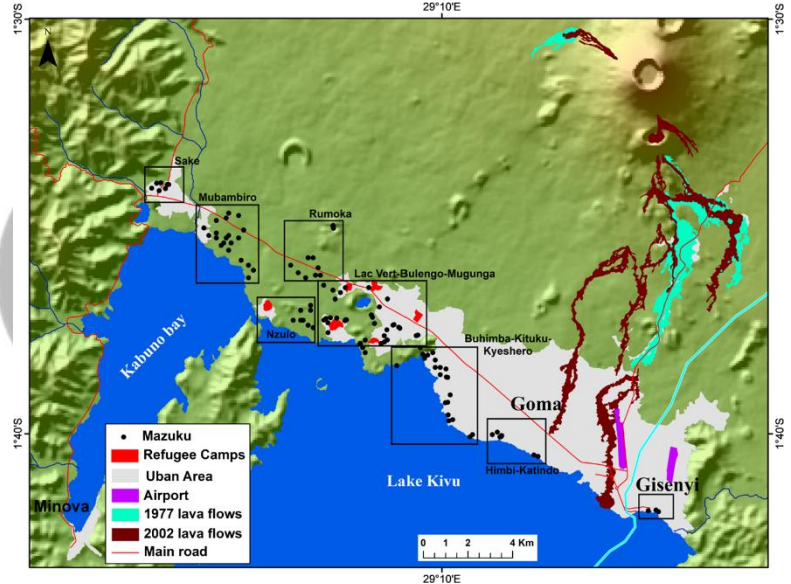 29°10'E
1°30'S
1°30'S
N
Sake
Mubambiro
Rumoka
Lac Vert-Bulengo-Mugunga
Nzulo
Buhimba-Kituku-
Kyeshero
Kabuno bay
Goma
1°40'S
1°40'S
Himbi-Katindo
Lake Kivu
Gisenyi
Minova
Mazuku
Refugee Camps
Uban Area
Airport
1977 lava flows
2002 lava flows
Main road
0 2 4 Km
29°10'E